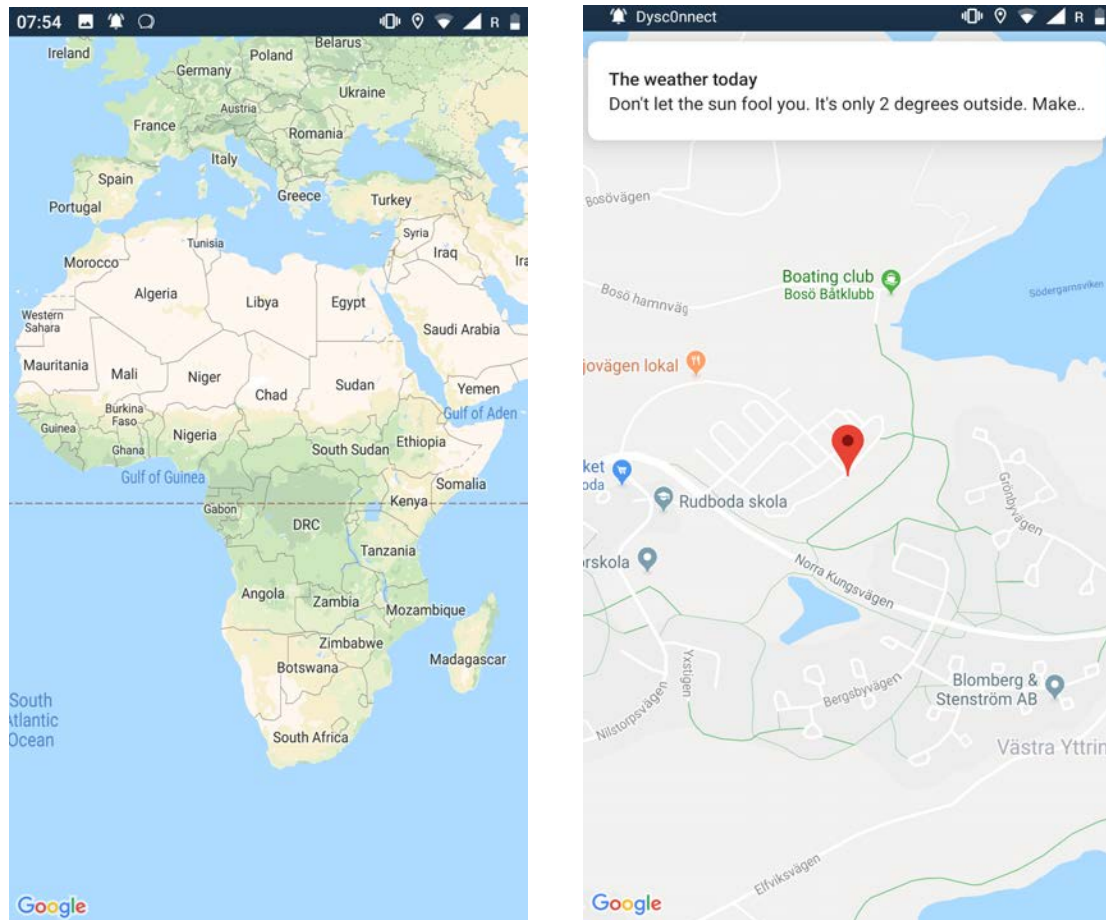 07:54
R
Ireland
Belarus
Poland
Germany
Ukraine
Austria
France
Romania
Italy
Spain
Greece
Turkey
Portugal
Syria
Tunisia
Iraq
Ira
Morocco
Algeria
Libya
Egypt
Western
Sahara
Saudi Arabia
Mauritania
Mali
Niger
Sudan
Chad
Yemen
Burkina
Faso
Gulf of Aden
Guinea
Nigeria
Ghana
South Sudan
Ethiopia
Gulf of Guinea
Somalia
Kenya
Gabon
DRC
Tanzania
Angola
Zambia
Mozambique
Zimbabwe
Botswana
Madagascar
South
tlantic
Ocean
South Africa
Google
Dysc0nnect
R
The weather today
Don't let the sun fool you. It's only 2 degrees outside. Make..
Bosövägen
Boating club
Bosö Båtklubb
Bosö hamnväg
Södergarnsviken
jovägen lokal
ket
oda
Rudboda skola
Grönbyvägen
rskola
Norra Kungsvägen
Yxstigen
Bergsbyvägen
Blomberg &
Stenström AB
Nilstorpsvägen
Västra Yttrin
Elfviksvägen
Google